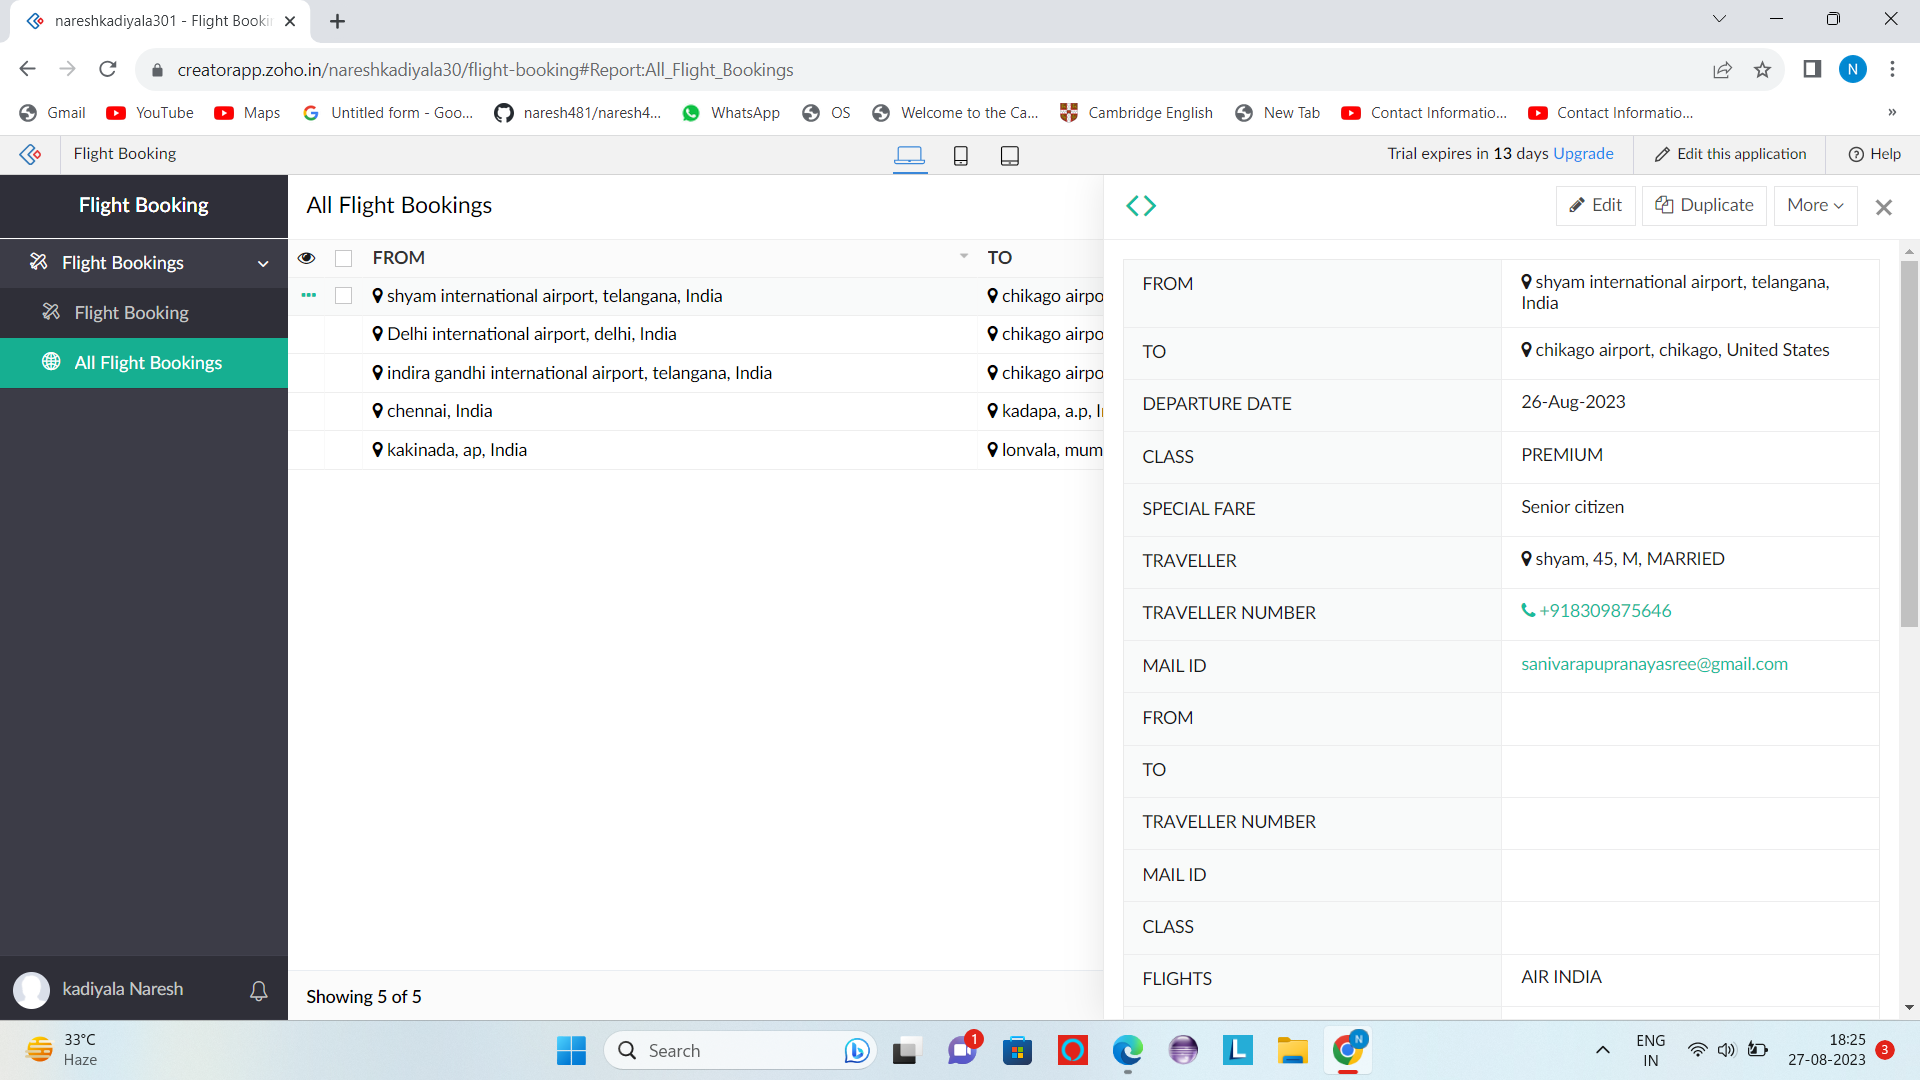 nareshkadiyala301 - Flight Bookin
creatorapp.zoho.in/nareshkadiyala30/flight-booking#Report:All_Flight_Bookings
N
Gmail YouTube Maps Untitled form - Goo... naresh481/naresh4... WhatsApp OS Welcome to the Ca... Cambridge English New Tab Contact Informatio... Contact Informatio... »
Flight Booking
Trial expires in 13 days Upgrade
Edit this application
Help
Flight Booking
Flight Bookings
Flight Booking
All Flight Bookings
kadiyala Naresh
All Flight Bookings
FROM TO
shyam international airport, telangana, India chikago airpo
Delhi international airport, delhi, India chikago airpo
indira gandhi international airport, telangana, India chikago airpo
chennai, India kadapa, a.p, I
kakinada, ap, India lonvala, mum
Showing 5 of 5
Edit Duplicate More
FROM shyam international airport, telangana,
India
TO chikago airport, chikago, United States
DEPARTURE DATE 26-Aug-2023
CLASS PREMIUM
SPECIAL FARE Senior citizen
TRAVELLER shyam, 45, M, MARRIED
TRAVELLER NUMBER +918309875646
MAIL ID sanivarapupranayasree@gmail.com
FROM
TO
TRAVELLER NUMBER
MAIL ID
CLASS
FLIGHTS AIR INDIA
33°C
Haze
Search
1
L
N
ENG
IN
18:25
27-08-2023
3